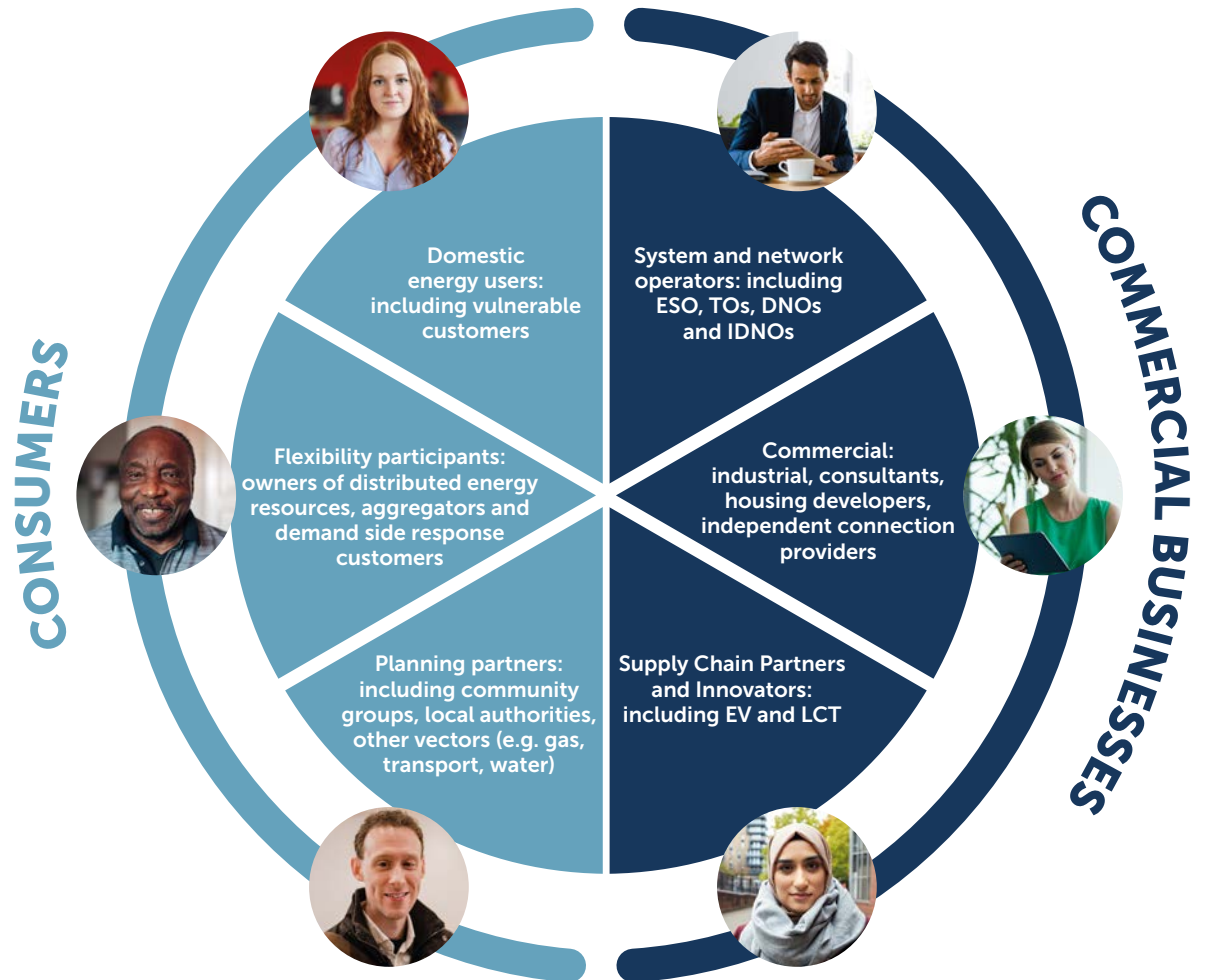 CONSUMERS
Domestic
energy users:
including vulnerable
customers
Flexibility participants:
owners of distributed energy
resources, aggregators and
demand side response
customers
Planning partners:
including community
groups, local authorities,
other vectors (e.g. gas,
transport, water)
System and network
operators: including
ESO, TOs, DNOs
and IDNOs
Commercial:
industrial, consultants,
housing developers,
independent connection
providers
Supply Chain Partners
and Innovators:
including EV and LCT
COMMERCIAL BUSINESSES